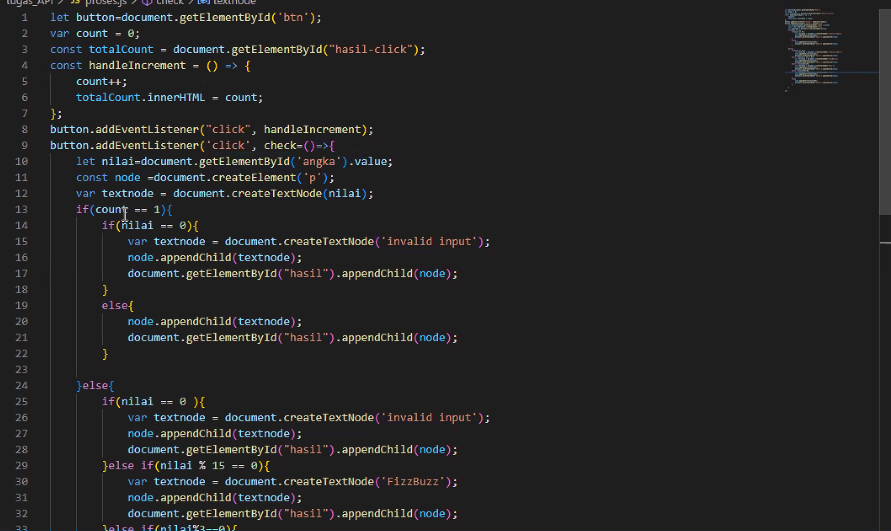 tugas_API > JS proses.js > check > textnode
1 let button=document.getElementById('btn');
2 var count = 0;
3 const totalCount = document.getElementById("hasil-click");
4 const handleIncrement = () => {
5 count++;
6 totalCount.innerHTML = count;
7 };
8 button.addEventListener("click", handleIncrement);
9 button.addEventListener('click', check=()=>{
10 let nilai=document.getElementById('angka').value;
11 const node =document.createElement('p');
12 var textnode = document.createTextNode(nilai);
13 if(count == 1){
14 if(nilai == 0){
15 var textnode = document.createTextNode('invalid input');
16 node.appendChild(textnode);
17 document.getElementById("hasil").appendChild(node);
18 }
19 else{
20 node.appendChild(textnode);
21 document.getElementById("hasil").appendChild(node);
22 }
23
24 }else{
25 if(nilai == 0 ){
26 var textnode = document.createTextNode('invalid input');
27 node.appendChild(textnode);
28 document.getElementById("hasil").appendChild(node);
29 }else if(nilai % 15 == 0){
30 var textnode = document.createTextNode('FizzBuzz');
31 node.appendChild(textnode);
32 document.getElementById("hasil").appendChild(node);
33 }else if(nilai%3==0){